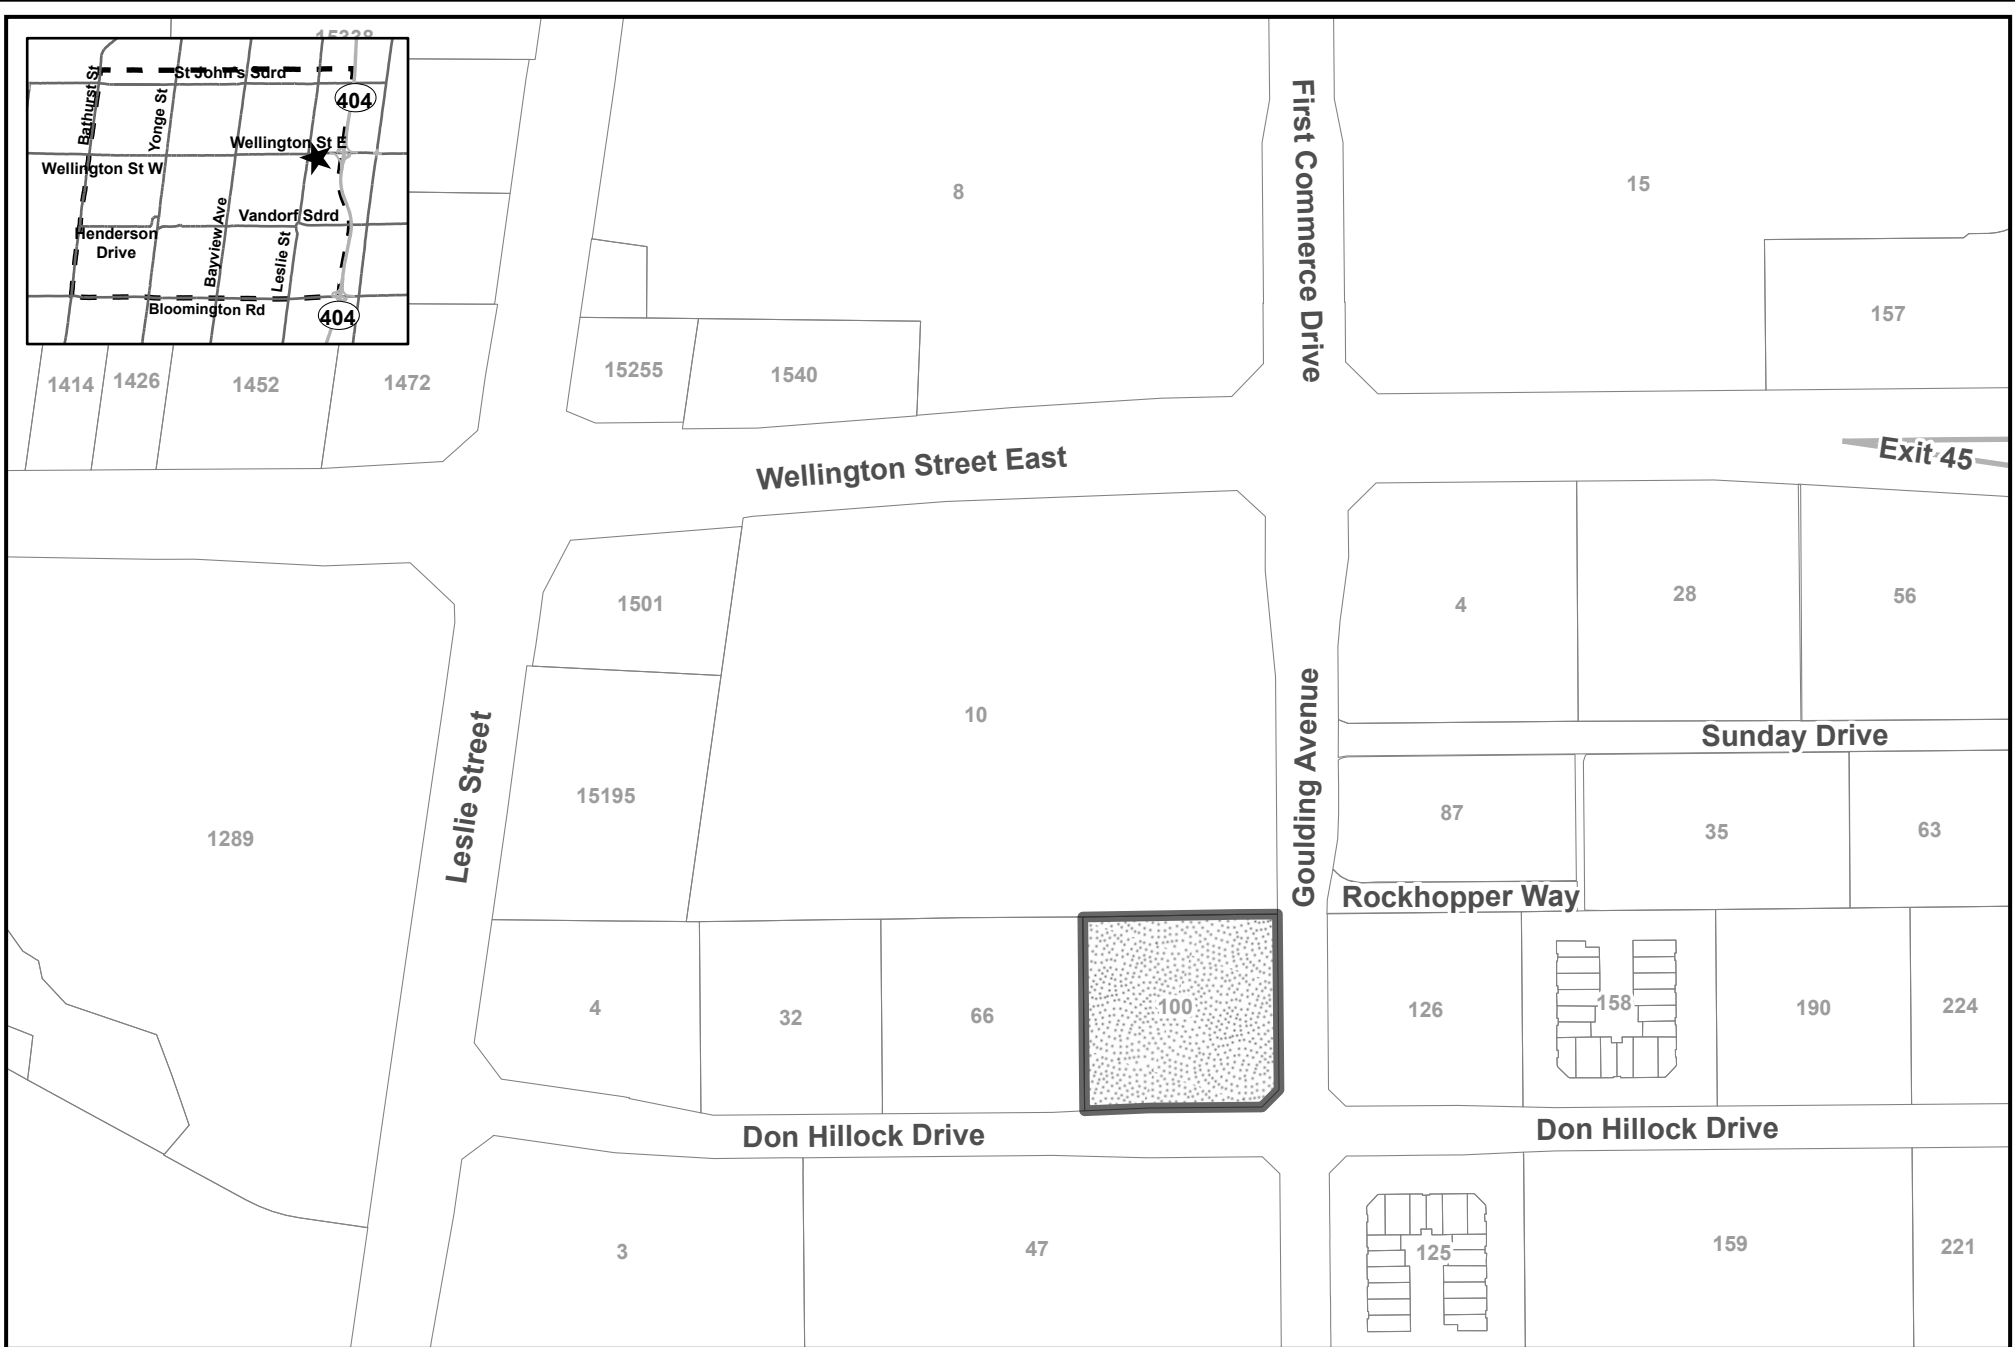 15238
St John's Sdrd
404
Bathurst St
Yonge St
Wellington St E
Wellington St W
Vandorf Sdrd
Henderson
Drive
Bayview Ave
Leslie St
Bloomington Rd
404
8
First Commerce Drive
15
157
1414
1426
1452
1472
15255
1540
Wellington Street East
Exit 45
1501
4
28
56
10
Sunday Drive
Leslie Street
15195
Goulding Avenue
87
35
63
1289
Rockhopper Way
4
32
66
100
126
158
190
224
Don Hillock Drive
Don Hillock Drive
3
47
125
159
221